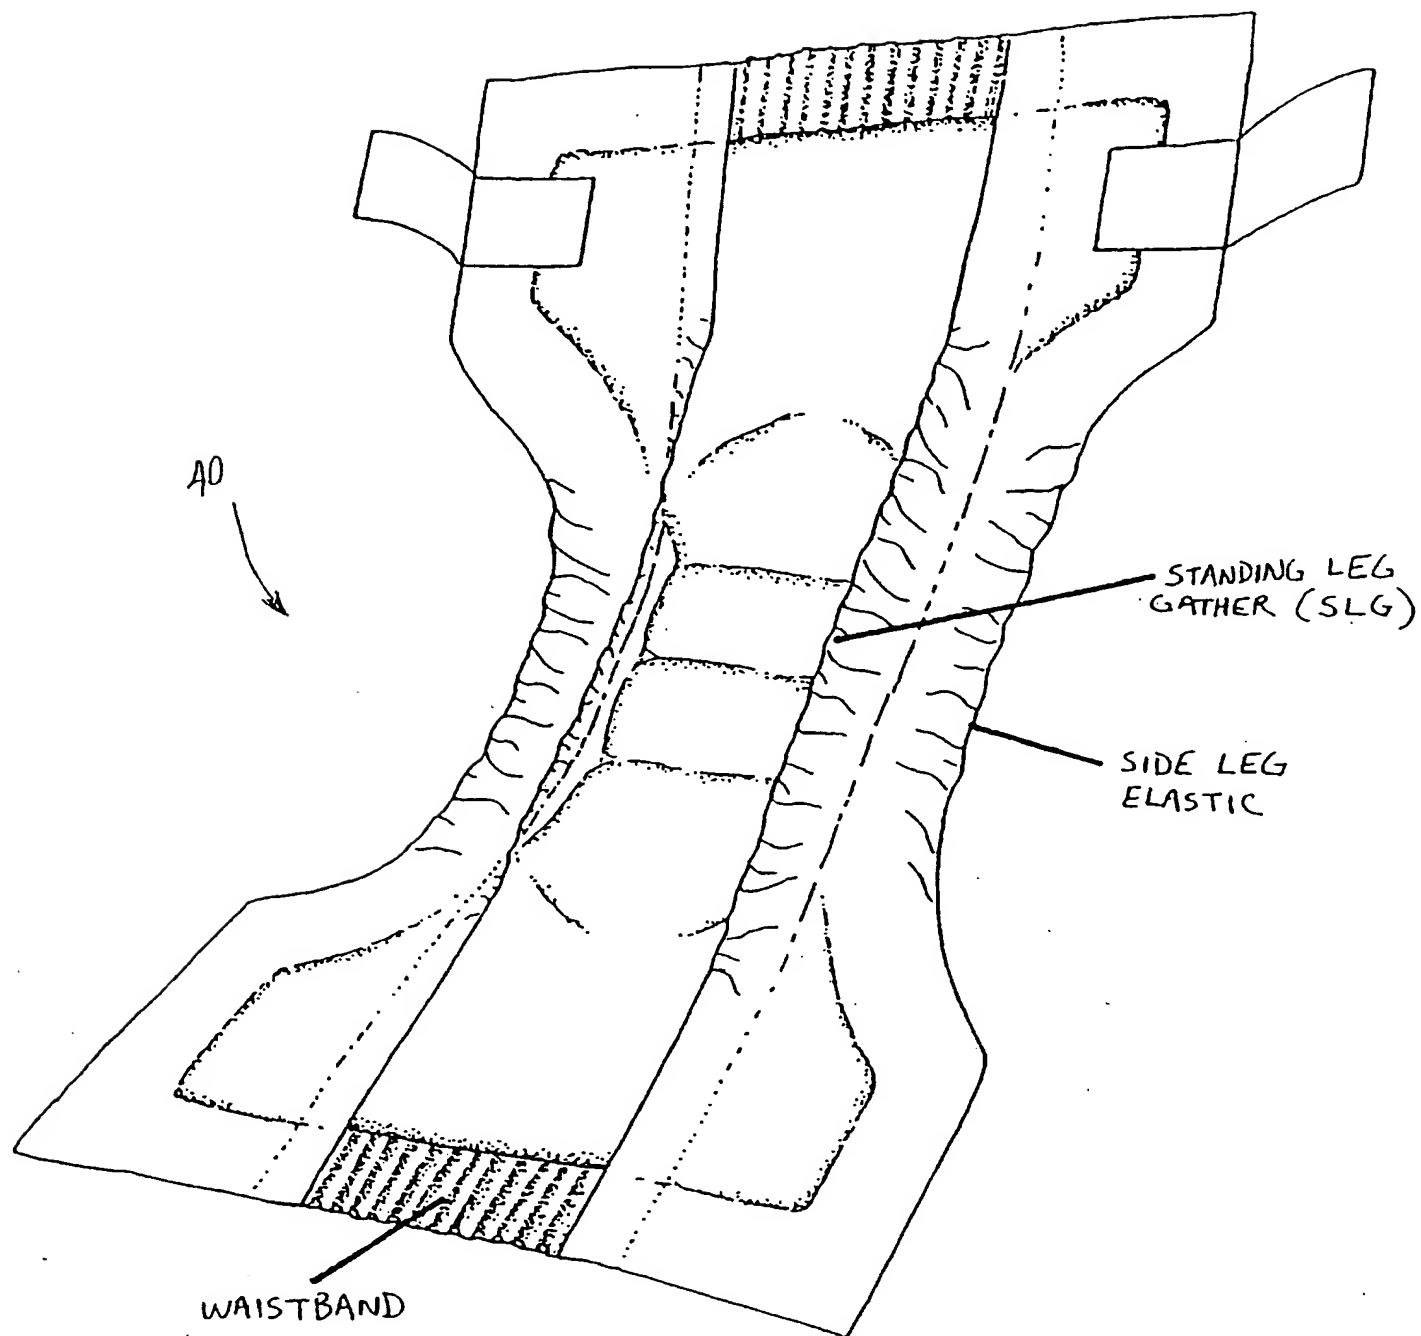 40
STANDING LEG
GATHER (SLG)
SIDE LEG
ELASTIC
WAISTBAND